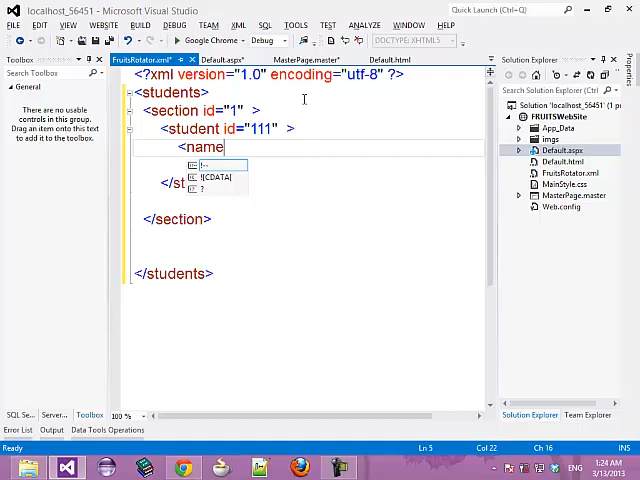 localhost_56451 - Microsoft Visual Studio
Quick Launch (Ctrl+Q)
FILE EDIT VIEW WEBSITE BUILD DEBUG TEAM XML SQL TOOLS TEST ANALYZE WINDOW HELP
Google Chrome Debug DOCTYPE: XHTML5
Toolbox
Search Toolbox
General
There are no usable
controls in this group.
Drag an item onto this text
to add it to the toolbox.
FruitsRotator.xml* Default.aspx* MasterPage.master* Default.html
<?xml version="1.0" encoding="utf-8" ?>
<students>
<section id="1" >
<student id="111" >
<name
!--
![CDATA[
?
</st
</section>
</students>
100 %
Solution Explorer
Search Solution Explorer (Ctrl+;)
Solution 'localhost_56451' (1 project)
FRUITSWebSite
App_Data
imgs
Default.aspx
Default.html
FruitsRotator.xml
MainStyle.css
MasterPage.master
Web.config
Properties
SQL Se... Server... Toolbox
Solution Explorer Team Explorer
Error List Output Data Tools Operations
Ln 5 Col 22 Ch 16
ENG
1:24 AM
3/13/2013